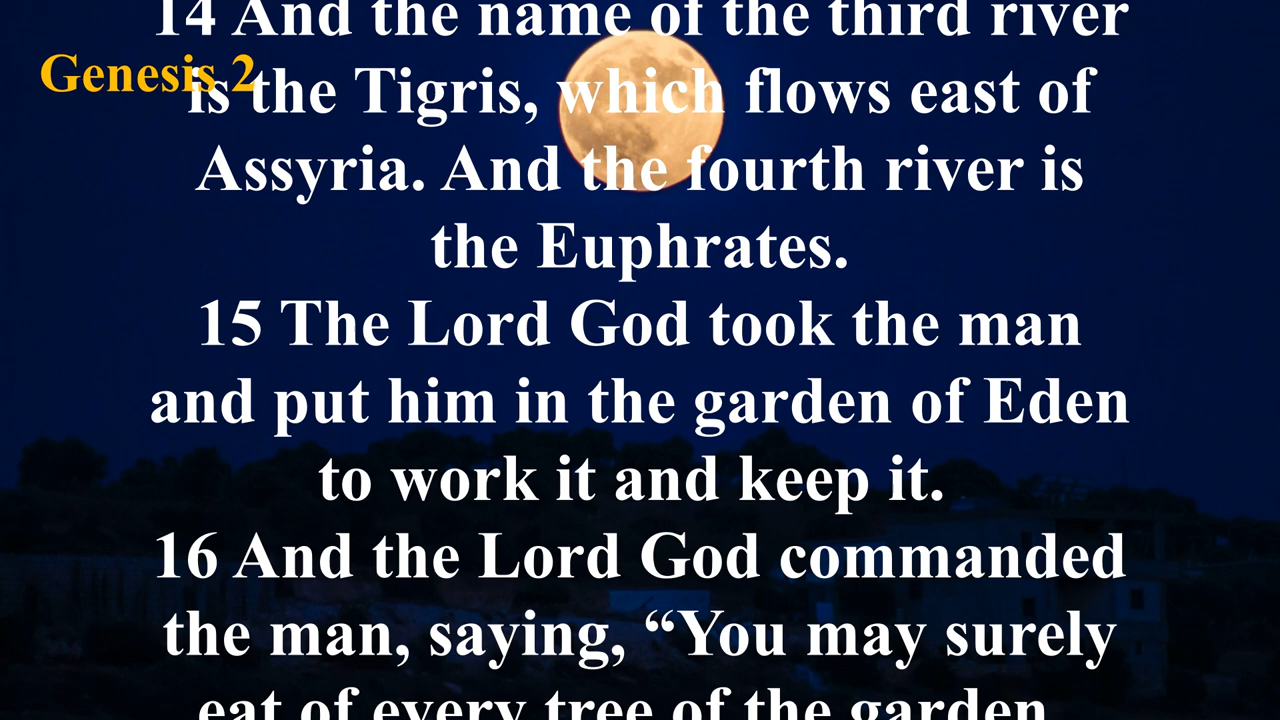 14 And the name of the third river
Genesis 2
is the Tigris, which flows east of
Assyria. And the fourth river is
the Euphrates.
15 The Lord God took the man
and put him in the garden of Eden
to work it and keep it.
16 And the Lord God commanded
the man, saying, “You may surely
eat of every tree of the garden